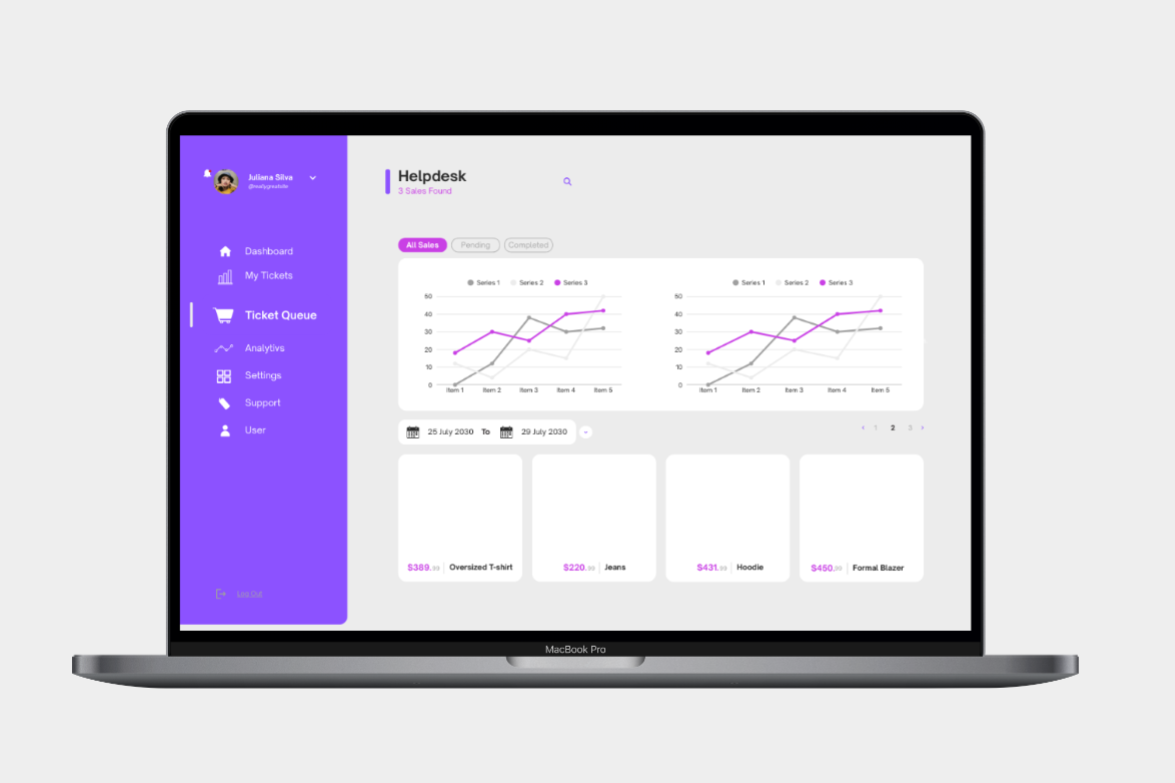 Juliana Silva
@reallygreatsite
Dashboard
My Tickets
Ticket Queue
Analytivs
Settings
Support
User
Log Out
Helpdesk
3 Sales Found
All Sales
Pending
Completed
Series 1 Series 2 Series 3
50
40
30
20
10
0
Item 1 Item 2 Item 3 Item 4 Item 5
Series 1 Series 2 Series 3
50
40
30
20
10
0
Item 1 Item 2 Item 3 Item 4 Item 5
25 July 2030 To 29 July 2030
1 2 3
$389.99 Oversized T-shirt
$220.99 Jeans
$431.99 Hoodie
$450.99 Formal Blazer
MacBook Pro